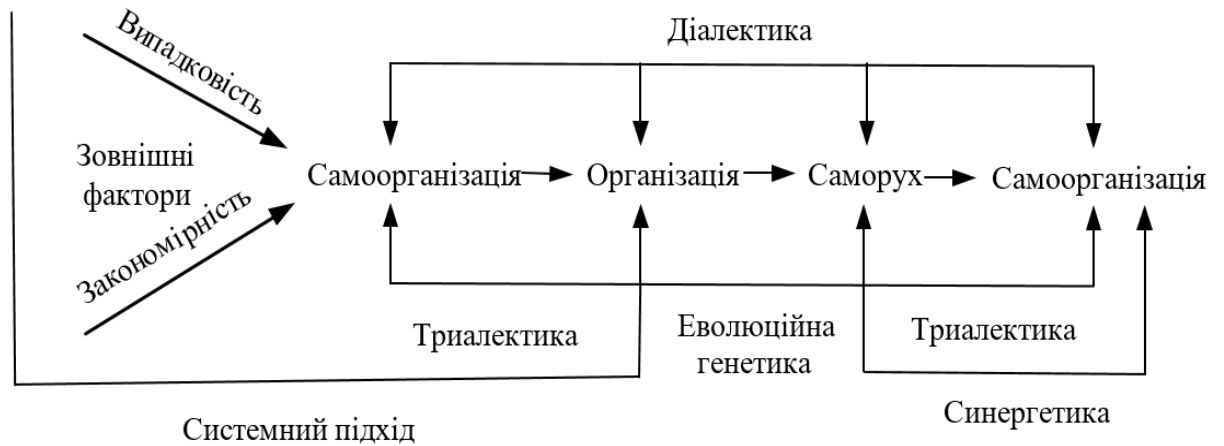 Діалектика
Випадковість
Зовнішні
фактори
Закономірність
Самоорганізація
Організація
Саморух
Самоорганізація
Триалектика
Еволюційна
генетика
Триалектика
Синергетика
Системний підхід